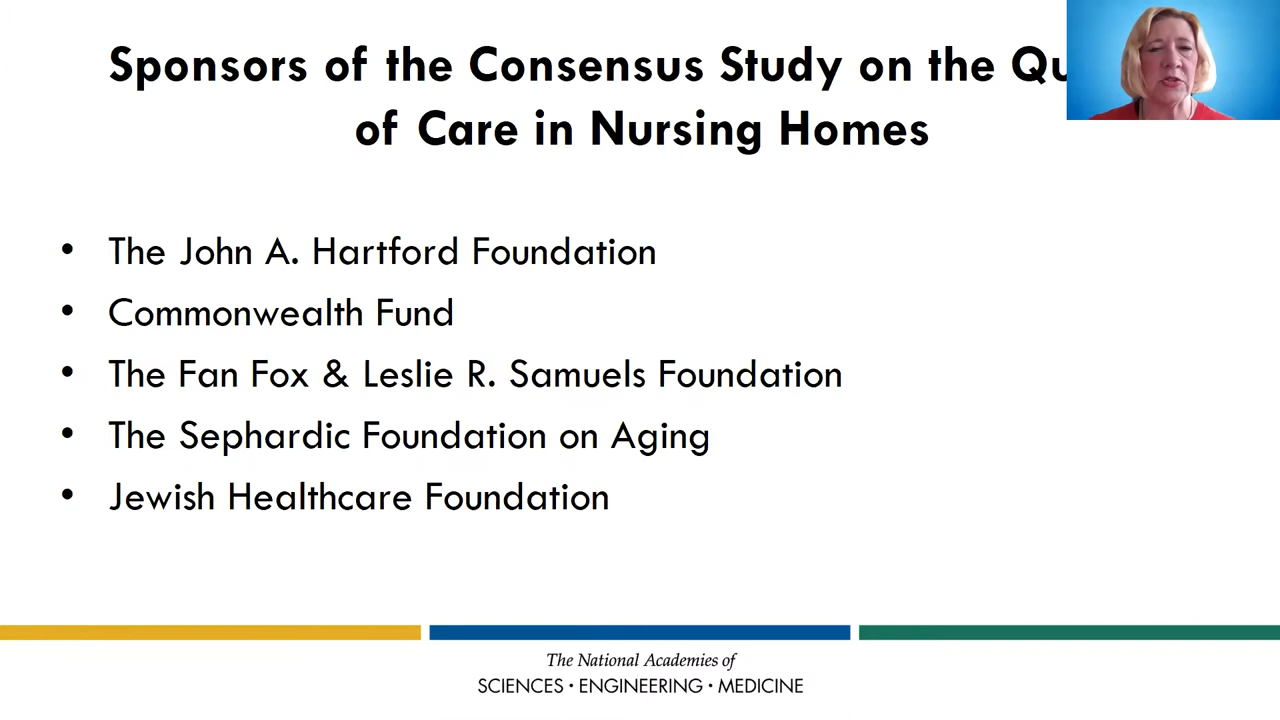 Sponsors of the Consensus Study on the
of Care in Nursing Homes
• The John A. Hartford Foundation
• Commonwealth Fund
• The Fan Fox & Leslie R. Samuels Foundation
• The Sephardic Foundation on Aging
• Jewish Healthcare Foundation
The National Academies of
SCIENCES · ENGINEERING · MEDICINE